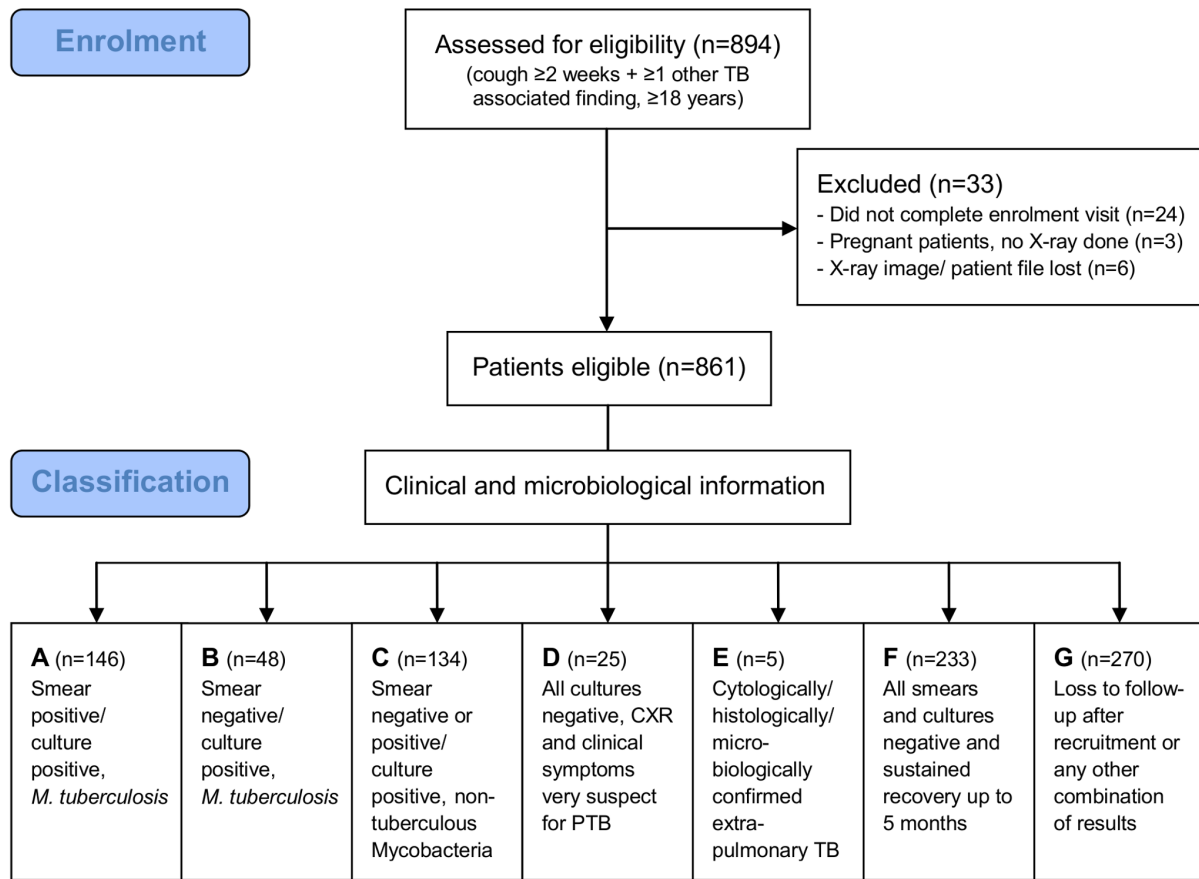 Enrolment
Assessed for eligibility (n=894)
(cough ≥2 weeks + ≥1 other TB
associated finding, ≥18 years)
Excluded (n=33)
- Did not complete enrolment visit (n=24)
- Pregnant patients, no X-ray done (n=3)
- X-ray image/ patient file lost (n=6)
Patients eligible (n=861)
Classification
Clinical and microbiological information
A (n=146)
Smear
positive/
culture
positive,
M. tuberculosis
B (n=48)
Smear
negative/
culture
positive,
M. tuberculosis
C (n=134)
Smear
negative or
positive/
culture
positive, non-
tuberculous
Mycobacteria
D (n=25)
All cultures
negative, CXR
and clinical
symptoms
very suspect
for PTB
E (n=5)
Cytologically/
histologically/
micro-
biologically
confirmed
extra-
pulmonary TB
F (n=233)
All smears
and cultures
negative and
sustained
recovery up to
5 months
G (n=270)
Loss to follow-
up after
recruitment or
any other
combination
of results